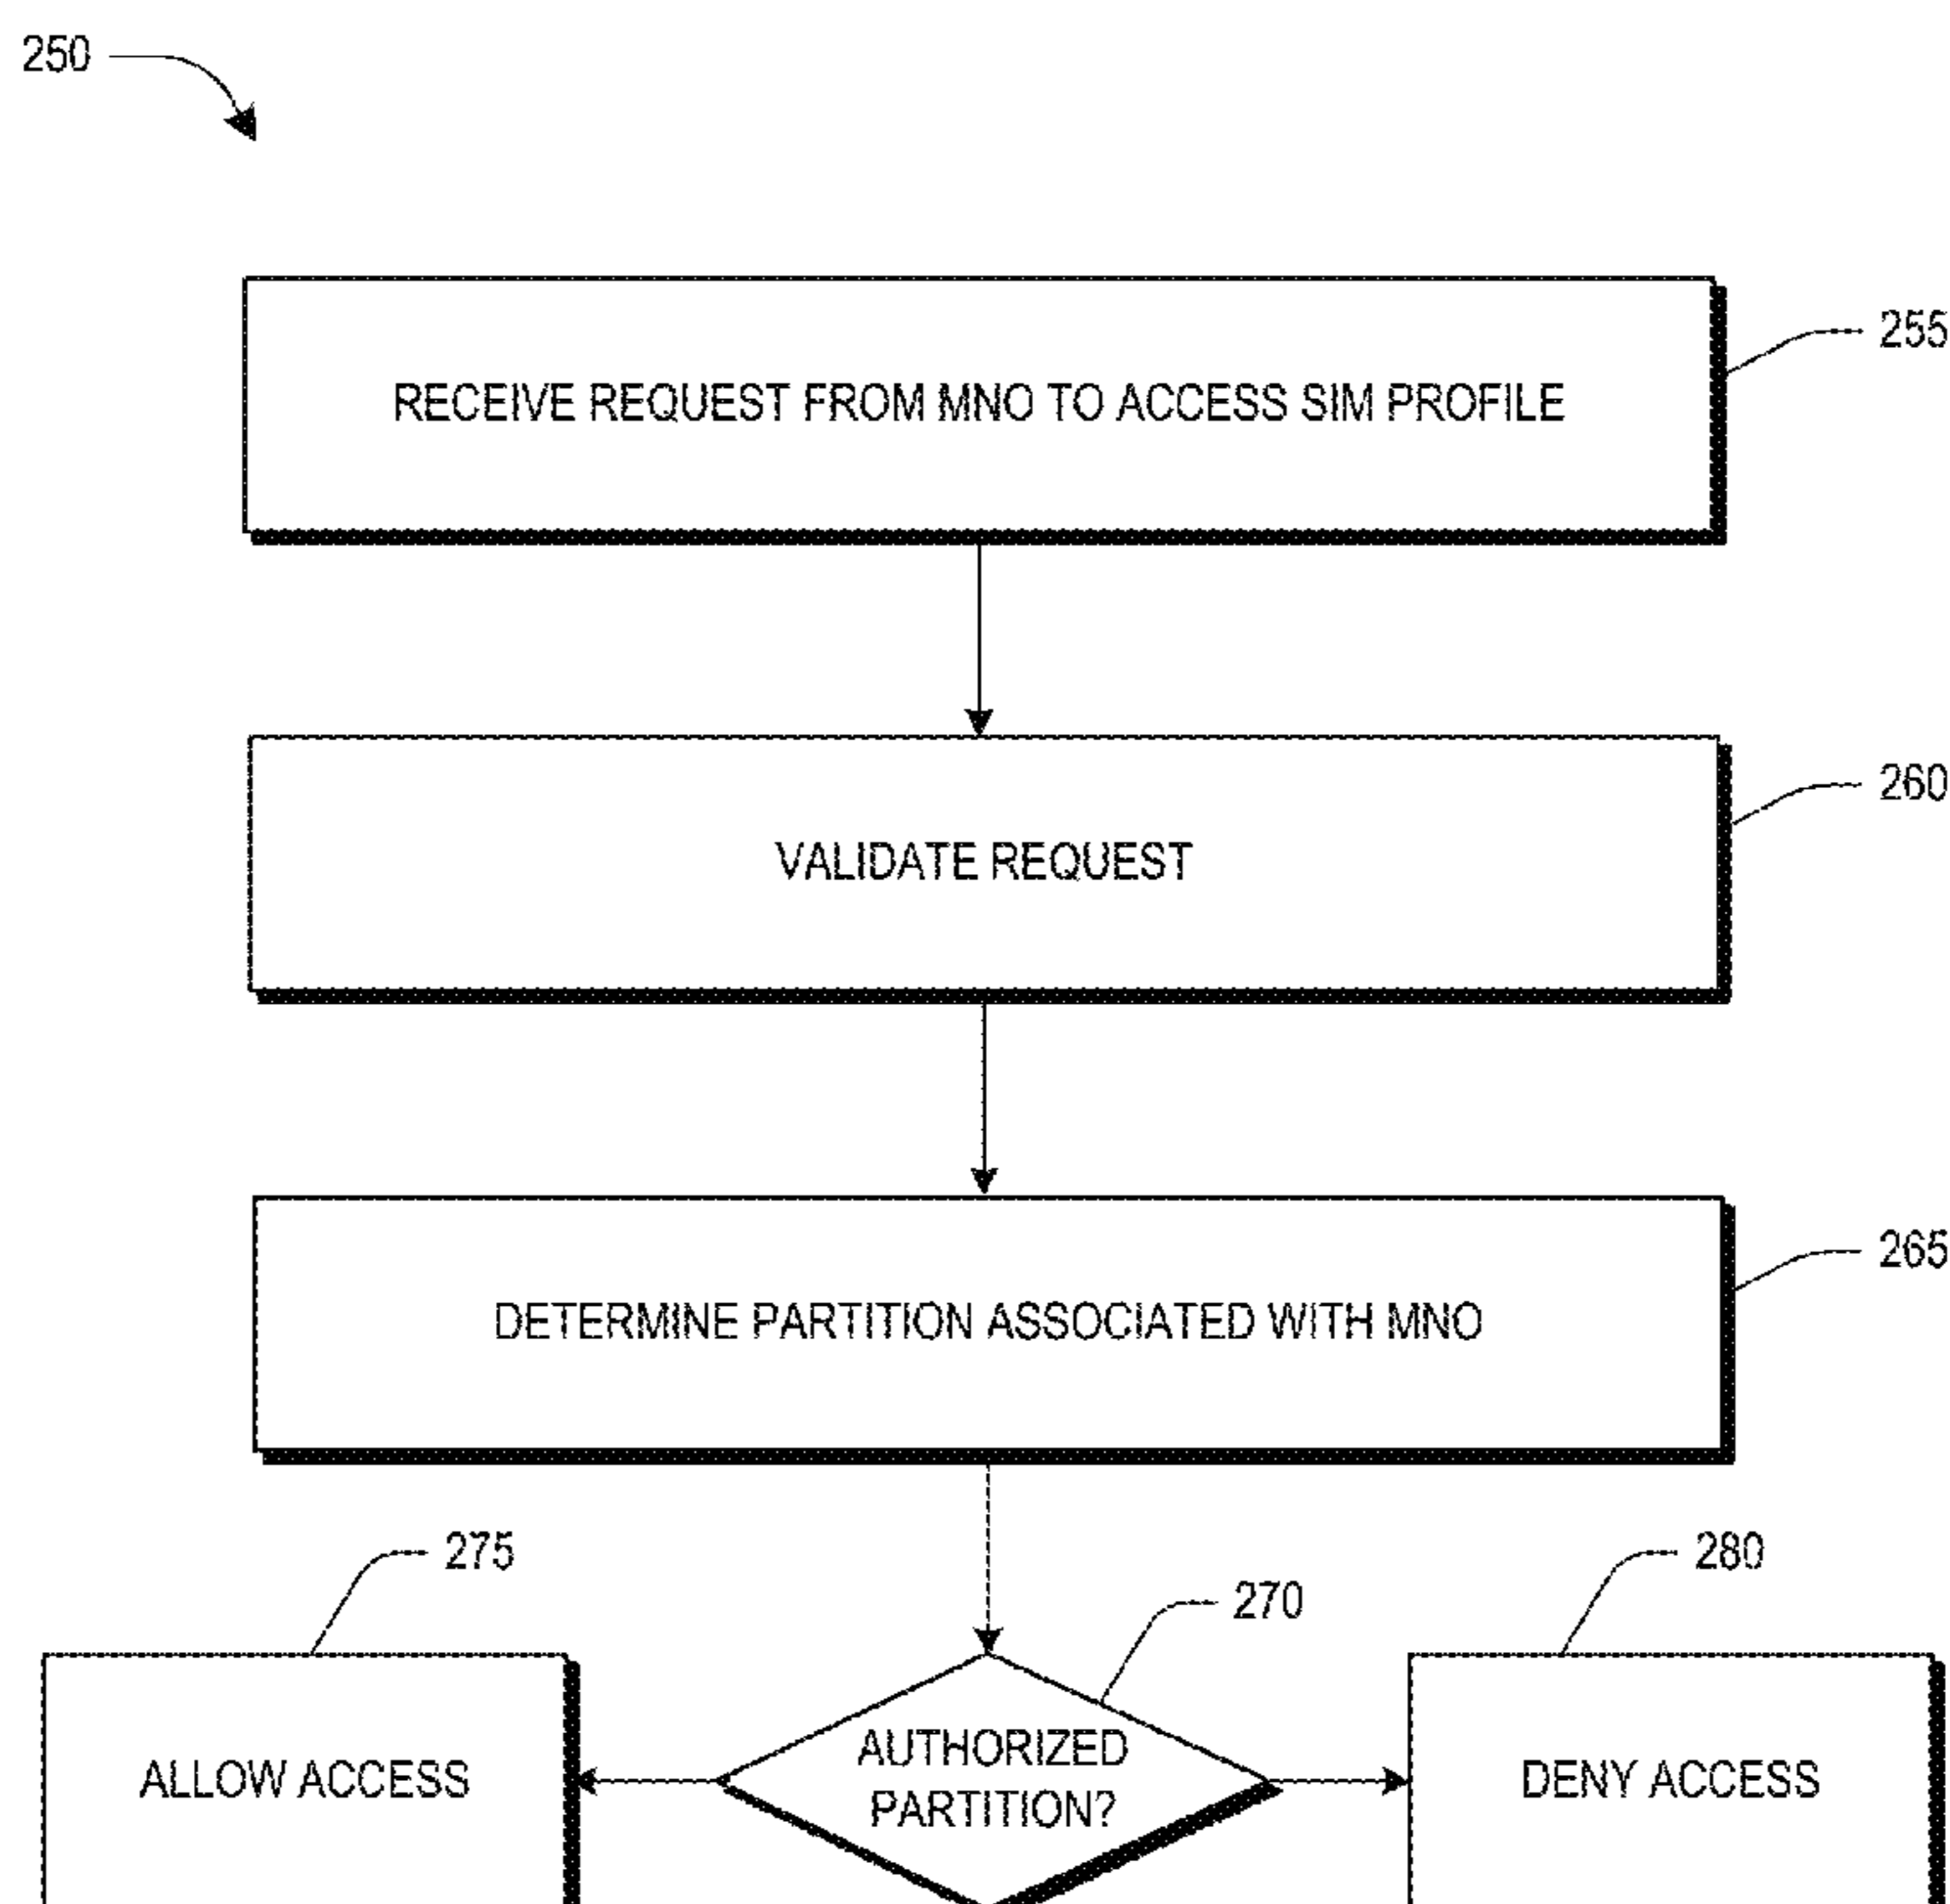 250
RECEIVE REQUEST FROM MNO TO ACCESS SIM PROFILE
255
VALIDATE REQUEST
260
DETERMINE PARTITION ASSOCIATED WITH MNO
265
275
280
270
ALLOW ACCESS
AUTHORIZED
PARTITION?
DENY ACCESS